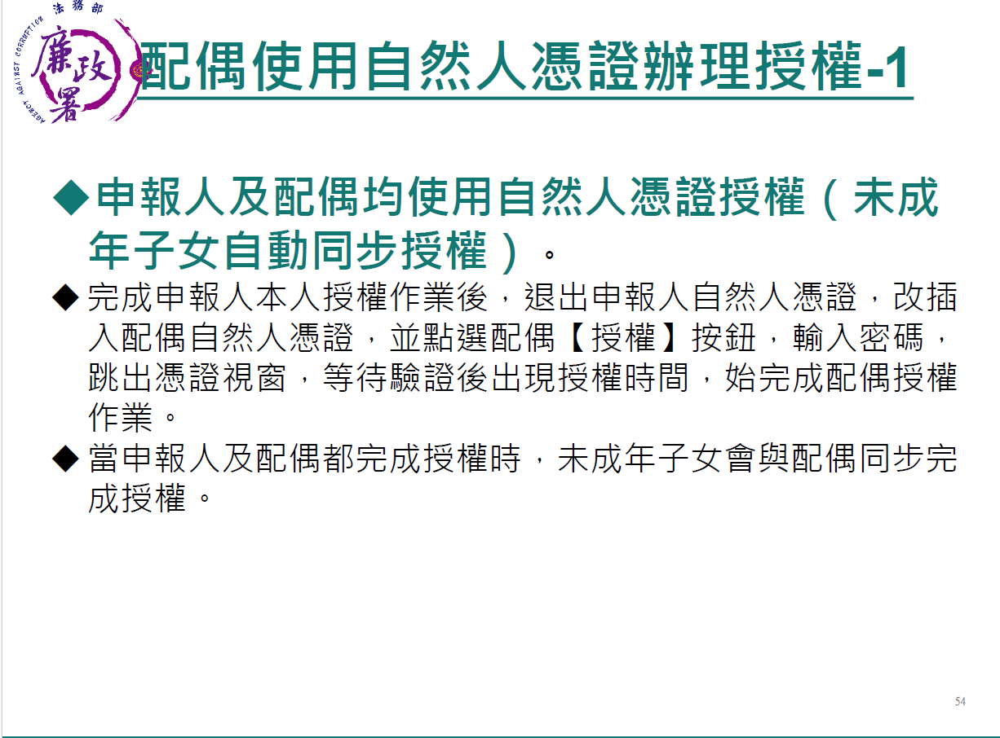 法務部
AGENCY AGAINST CORRUPTION
廉政署
配偶使用自然人憑證辦理授權-1
◆申報人及配偶均使用自然人憑證授權（未成
年子女自動同步授權）。
◆完成申報人本人授權作業後，退出申報人自然人憑證，改插
入配偶自然人憑證，並點選配偶【授權】按鈕，輸入密碼，
跳出憑證視窗，等待驗證後出現授權時間，始完成配偶授權
作業。
◆當申報人及配偶都完成授權時，未成年子女會與配偶同步完
成授權。
54